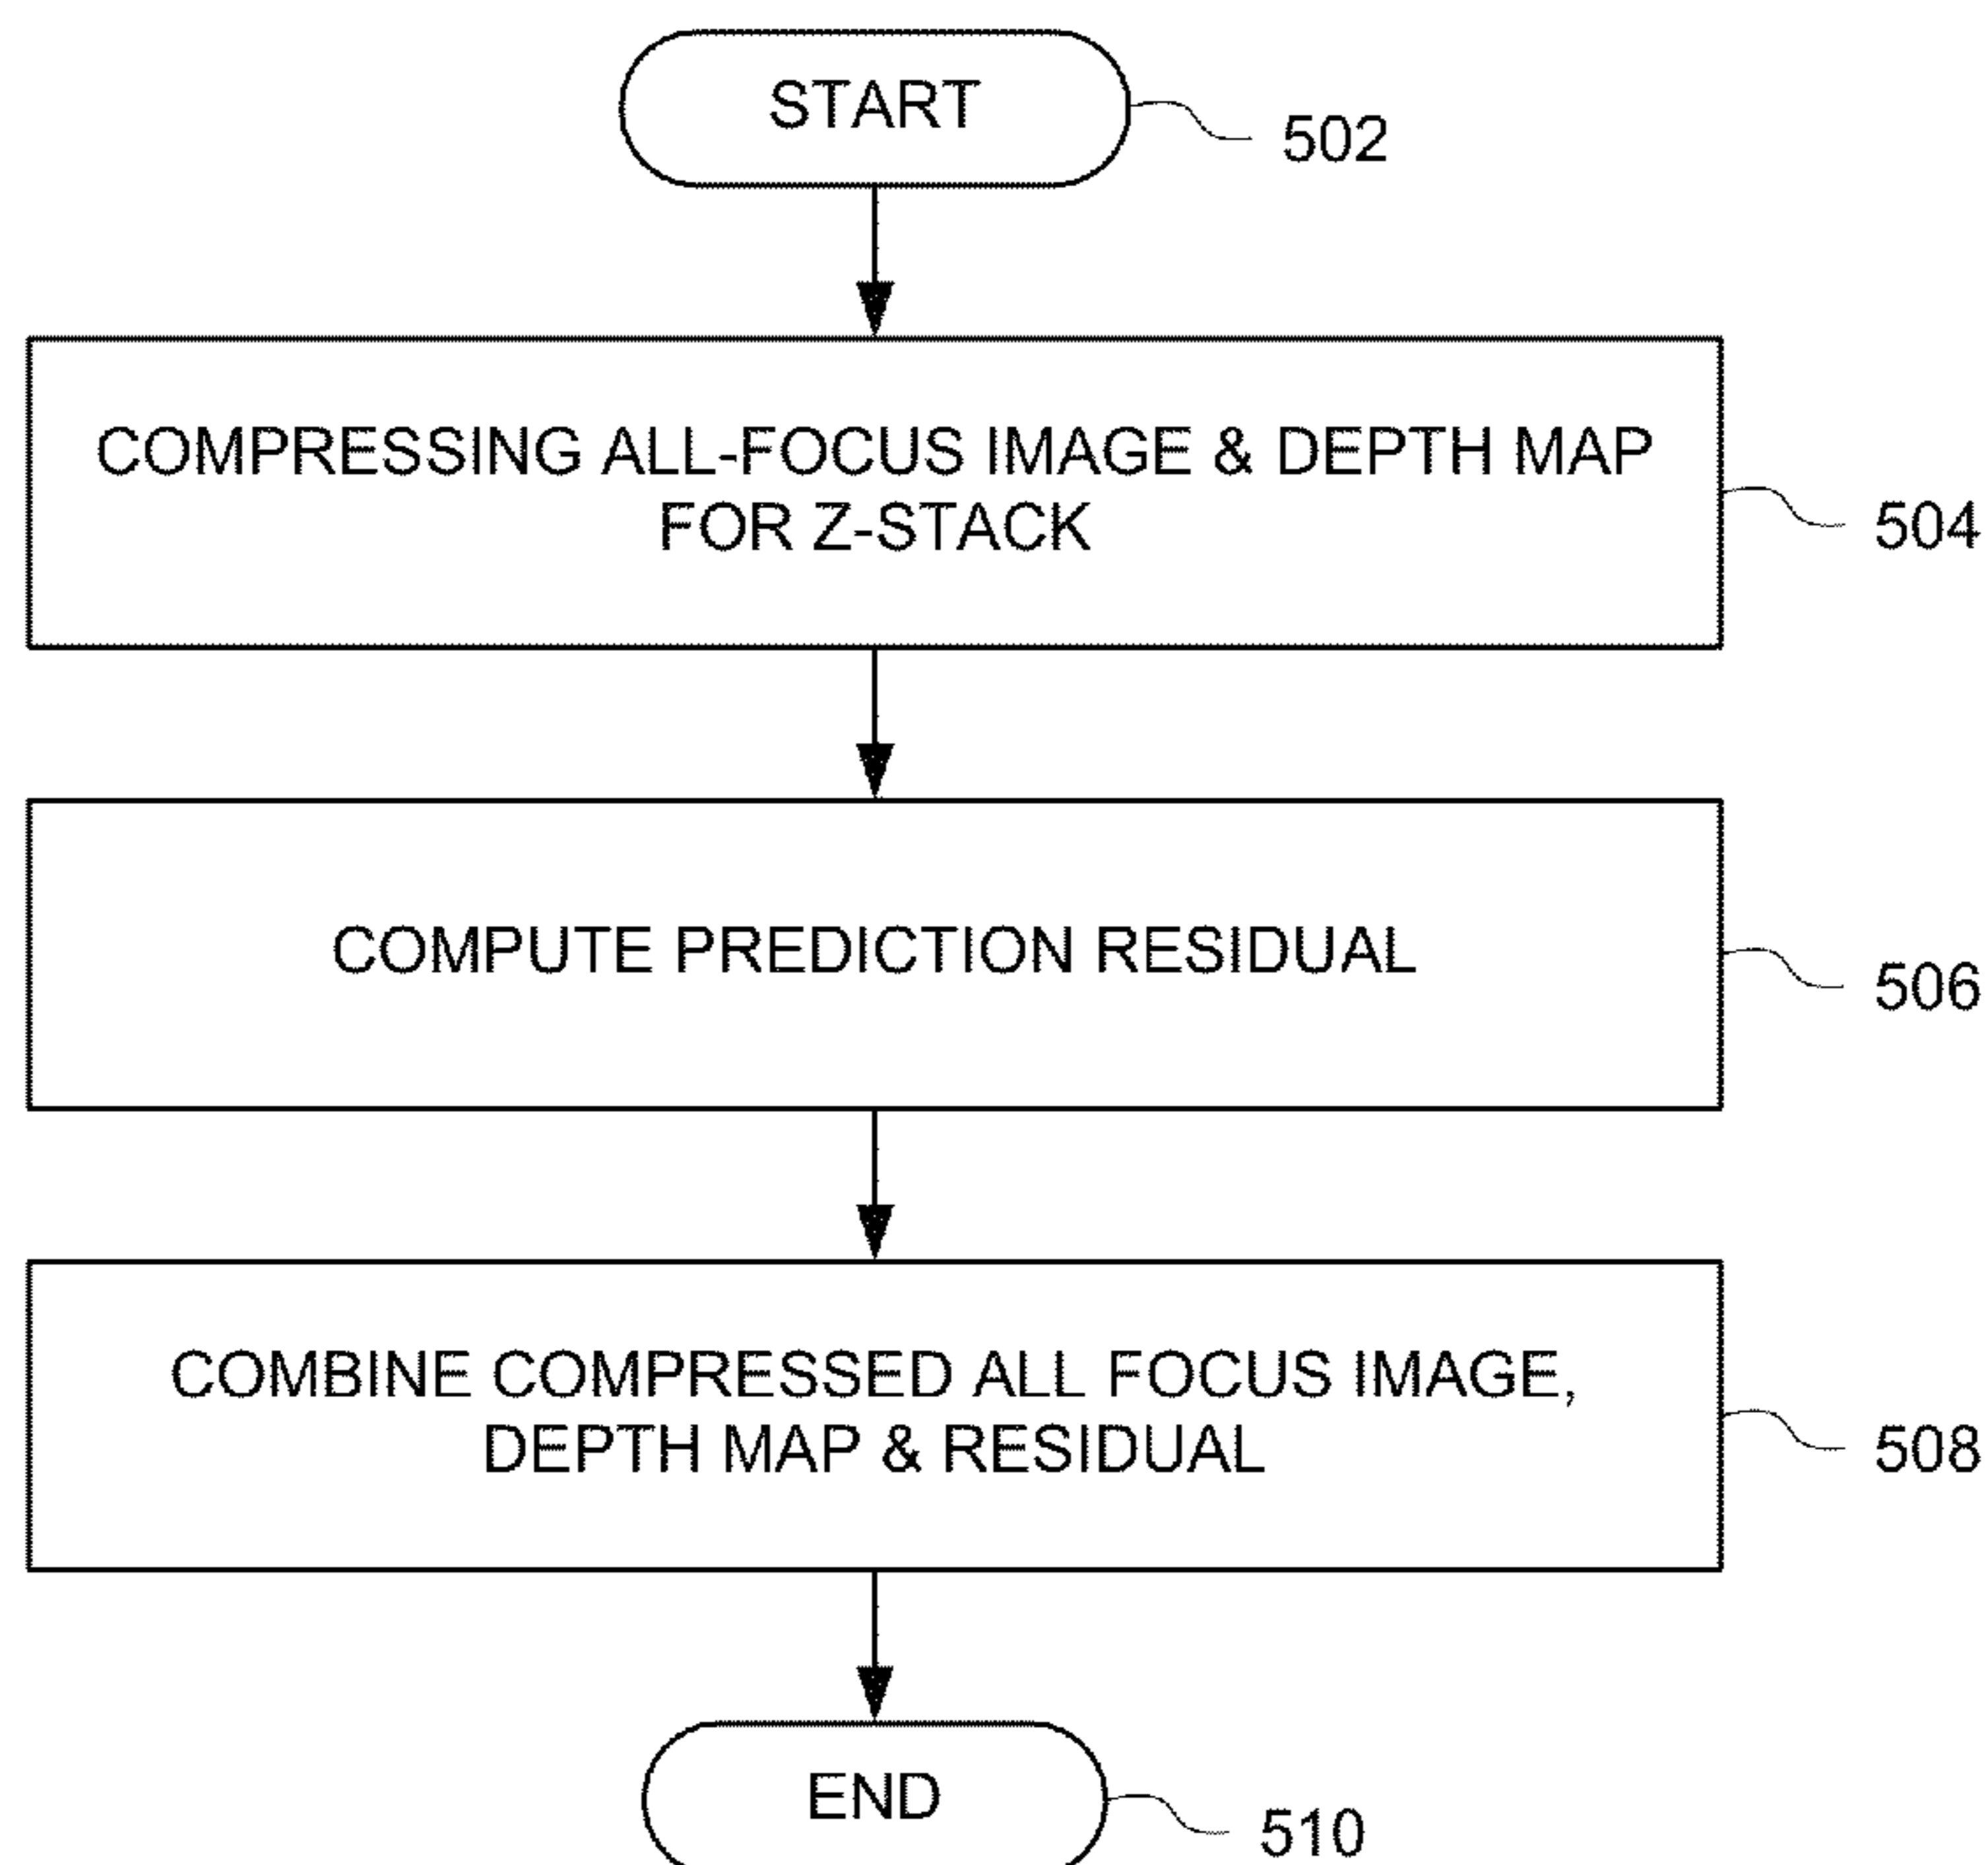 START
502
COMPRESSING ALL-FOCUS IMAGE & DEPTH MAP
FOR Z-STACK
504
COMPUTE PREDICTION RESIDUAL
506
COMBINE COMPRESSED ALL FOCUS IMAGE,
DEPTH MAP & RESIDUAL
508
END
510